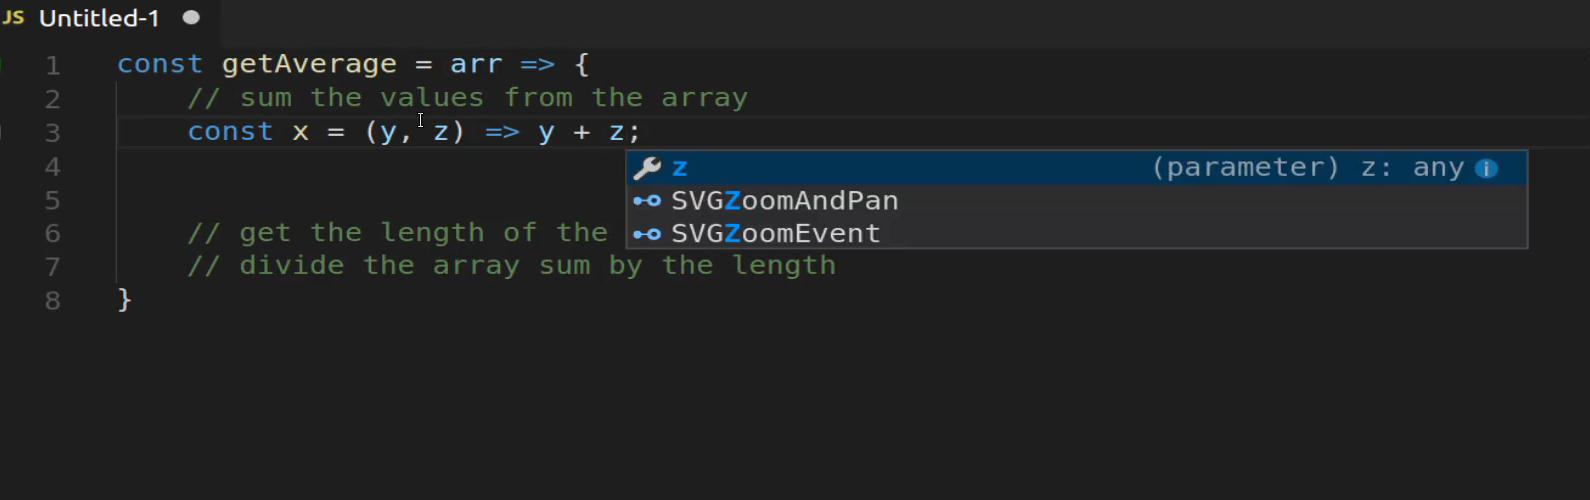 JS Untitled-1
1 const getAverage = arr => {
2 // sum the values from the array
3 const x = (y, z) => y + z;
4 z (parameter) z: any
5 SVGZoomAndPan
6 // get the length of the SVGZoomEvent
7 // divide the array sum by the length
8 }